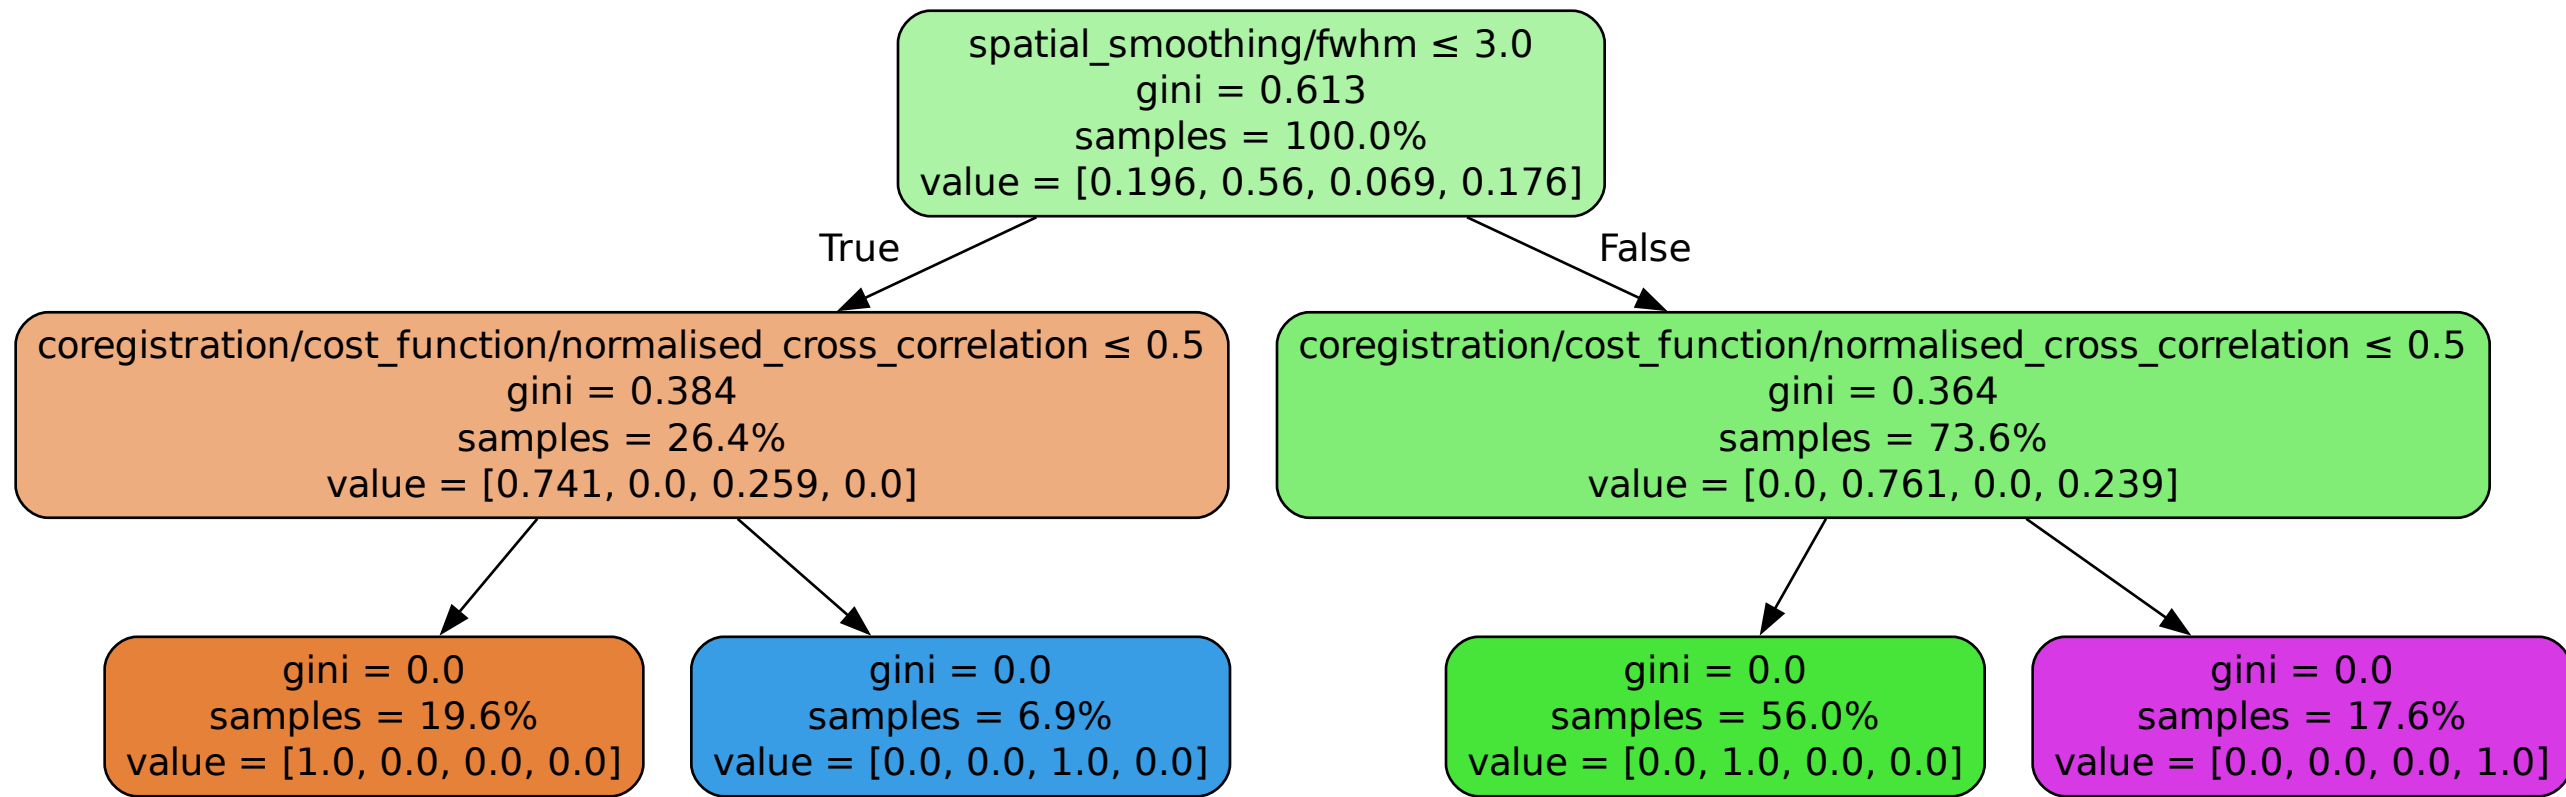 spatial_smoothing/fwhm ≤ 3.0
gini = 0.613
samples = 100.0%
value = [0.196, 0.56, 0.069, 0.176]
True
False
coregistration/cost_function/normalised_cross_correlation ≤ 0.5
gini = 0.384
samples = 26.4%
value = [0.741, 0.0, 0.259, 0.0]
coregistration/cost_function/normalised_cross_correlation ≤ 0.5
gini = 0.364
samples = 73.6%
value = [0.0, 0.761, 0.0, 0.239]
gini = 0.0
samples = 19.6%
value = [1.0, 0.0, 0.0, 0.0]
gini = 0.0
samples = 6.9%
value = [0.0, 0.0, 1.0, 0.0]
gini = 0.0
samples = 56.0%
value = [0.0, 1.0, 0.0, 0.0]
gini = 0.0
samples = 17.6%
value = [0.0, 0.0, 0.0, 1.0]